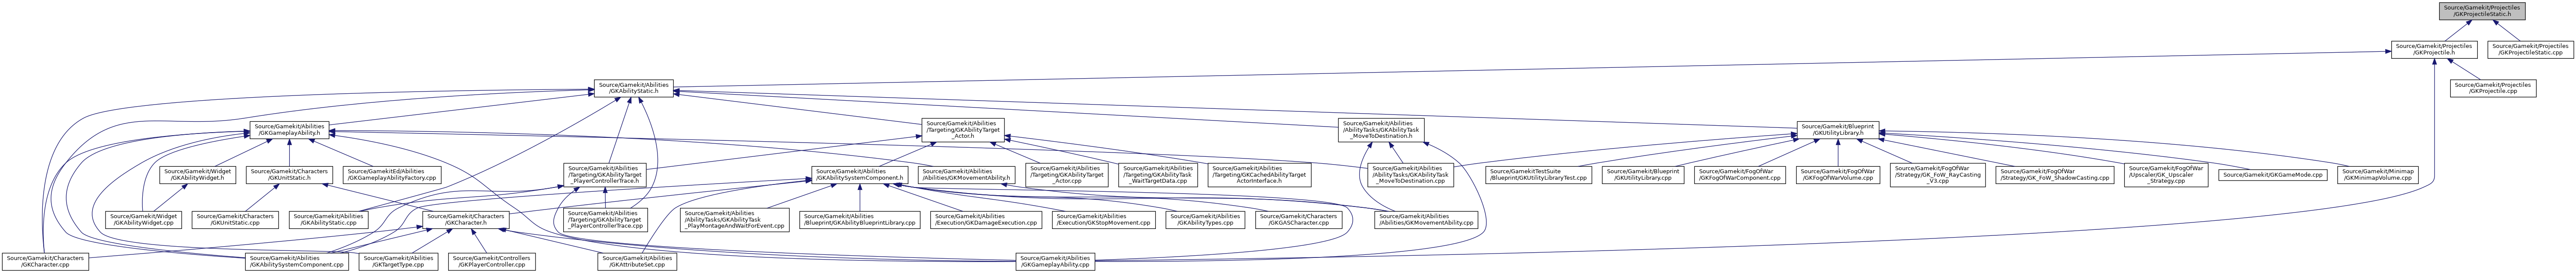 Source/Gamekit/Projectiles
/GKProjectileStatic.h
Source/Gamekit/Projectiles
/GKProjectile.h
Source/Gamekit/Projectiles
/GKProjectileStatic.cpp
Source/Gamekit/Abilities
/GKAbilityStatic.h
Source/Gamekit/Projectiles
/GKProjectile.cpp
Source/Gamekit/Abilities
/GKGameplayAbility.h
Source/Gamekit/Abilities
/Targeting/GKAbilityTarget
_Actor.h
Source/Gamekit/Abilities
/AbilityTasks/GKAbilityTask
_MoveToDestination.h
Source/Gamekit/Blueprint
/GKUtilityLibrary.h
Source/Gamekit/Widget
/GKAbilityWidget.h
Source/Gamekit/Characters
/GKUnitStatic.h
Source/GamekitEd/Abilities
/GKGameplayAbilityFactory.cpp
Source/Gamekit/Abilities
/Targeting/GKAbilityTarget
_PlayerControllerTrace.h
Source/Gamekit/Abilities
/GKAbilitySystemComponent.h
Source/Gamekit/Abilities
/Abilities/GKMovementAbility.h
Source/Gamekit/Abilities
/Targeting/GKAbilityTarget
_Actor.cpp
Source/Gamekit/Abilities
/Targeting/GKAbilityTask
_WaitTargetData.cpp
Source/Gamekit/Abilities
/Targeting/GKCachedAbilityTarget
ActorInterface.h
Source/Gamekit/Abilities
/AbilityTasks/GKAbilityTask
_MoveToDestination.cpp
Source/GamekitTestSuite
/Blueprint/GKUtilityLibraryTest.cpp
Source/Gamekit/Blueprint
/GKUtilityLibrary.cpp
Source/Gamekit/FogOfWar
/GKFogOfWarComponent.cpp
Source/Gamekit/FogOfWar
/GKFogOfWarVolume.cpp
Source/Gamekit/FogOfWar
/Strategy/GK_FoW_RayCasting
_V3.cpp
Source/Gamekit/FogOfWar
/Strategy/GK_FoW_ShadowCasting.cpp
Source/Gamekit/FogOfWar
/Upscaler/GK_Upscaler
_Strategy.cpp
Source/Gamekit/GKGameMode.cpp
Source/Gamekit/Minimap
/GKMinimapVolume.cpp
Source/Gamekit/Widget
/GKAbilityWidget.cpp
Source/Gamekit/Characters
/GKUnitStatic.cpp
Source/Gamekit/Abilities
/GKAbilityStatic.cpp
Source/Gamekit/Characters
/GKCharacter.h
Source/Gamekit/Abilities
/Targeting/GKAbilityTarget
_PlayerControllerTrace.cpp
Source/Gamekit/Abilities
/AbilityTasks/GKAbilityTask
_PlayMontageAndWaitForEvent.cpp
Source/Gamekit/Abilities
/Blueprint/GKAbilityBlueprintLibrary.cpp
Source/Gamekit/Abilities
/Execution/GKDamageExecution.cpp
Source/Gamekit/Abilities
/Execution/GKStopMovement.cpp
Source/Gamekit/Abilities
/GKAbilityTypes.cpp
Source/Gamekit/Characters
/GKGASCharacter.cpp
Source/Gamekit/Abilities
/Abilities/GKMovementAbility.cpp
Source/Gamekit/Characters
/GKCharacter.cpp
Source/Gamekit/Abilities
/GKAbilitySystemComponent.cpp
Source/Gamekit/Abilities
/GKTargetType.cpp
Source/Gamekit/Controllers
/GKPlayerController.cpp
Source/Gamekit/Abilities
/GKAttributeSet.cpp
Source/Gamekit/Abilities
/GKGameplayAbility.cpp